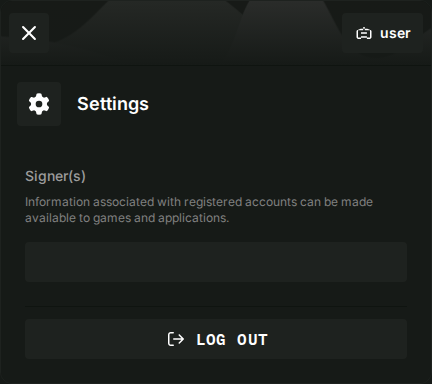 user
Settings
Signer(s)
Information associated with registered accounts can be made
available to games and applications.
LOG OUT